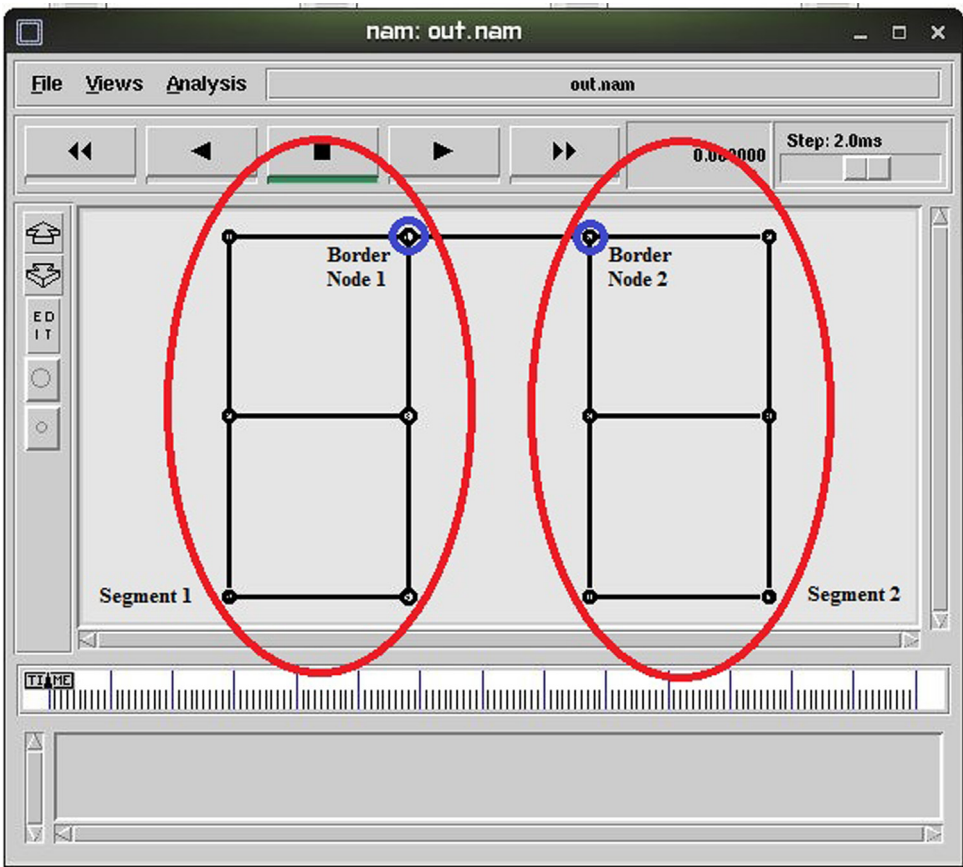 nam: out.nam
File Views Analysis out.nam
Step: 2.0ms
Border
Node 1
Border
Node 2
ED
IT
Segment 1
Segment 2
TIME